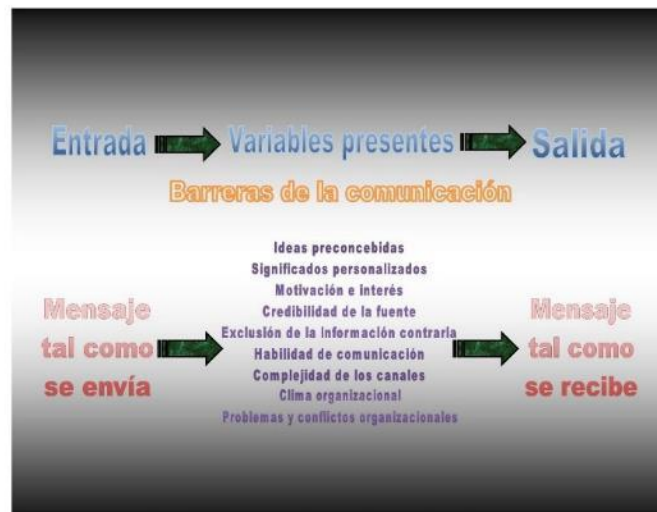 Entrada Variables presentes Salida
Barreras de la comunicación
Ideas preconcebidas
Significados personalizados
Motivación e interés
Credibilidad de la fuente
Exclusión de la información contraria
Habilidad de comunicación
Complejidad de los canales
Clima organizacional
Problemas y conflictos organizacionales
Mensaje
tal como
se envía
Mensaje
tal como
se recibe